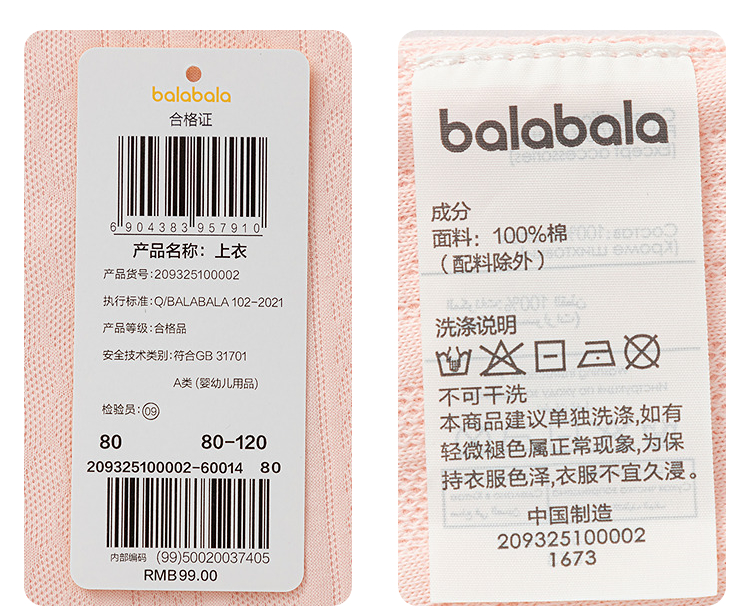 balabala
合格证
6 904383 957910
产品名称：上衣
产品货号:209325100002
执行标准:Q/BALABALA 102-2021
产品等级:合格品
安全技术类别:符合GB 31701
A类 (婴幼儿用品)
检验员:09
80 80-120
209325100002-60014 80
内部编码 (99)50020037405
RMB99.00
balabala
成分
面料：100%棉
（配料除外）
洗涤说明
不可干洗
本商品建议单独洗涤,如有
轻微褪色属正常现象,为保
持衣服色泽,衣服不宜久浸。
中国制造
209325100002
1673